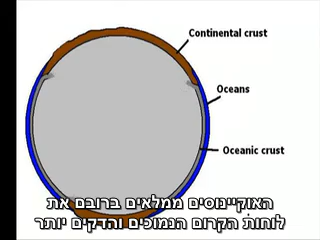 Continental crust
Oceans
Oceanic crust
האוקיינוסים ממלאים ברובם את
לוחות הקרום הנמוכים והדקים יותר